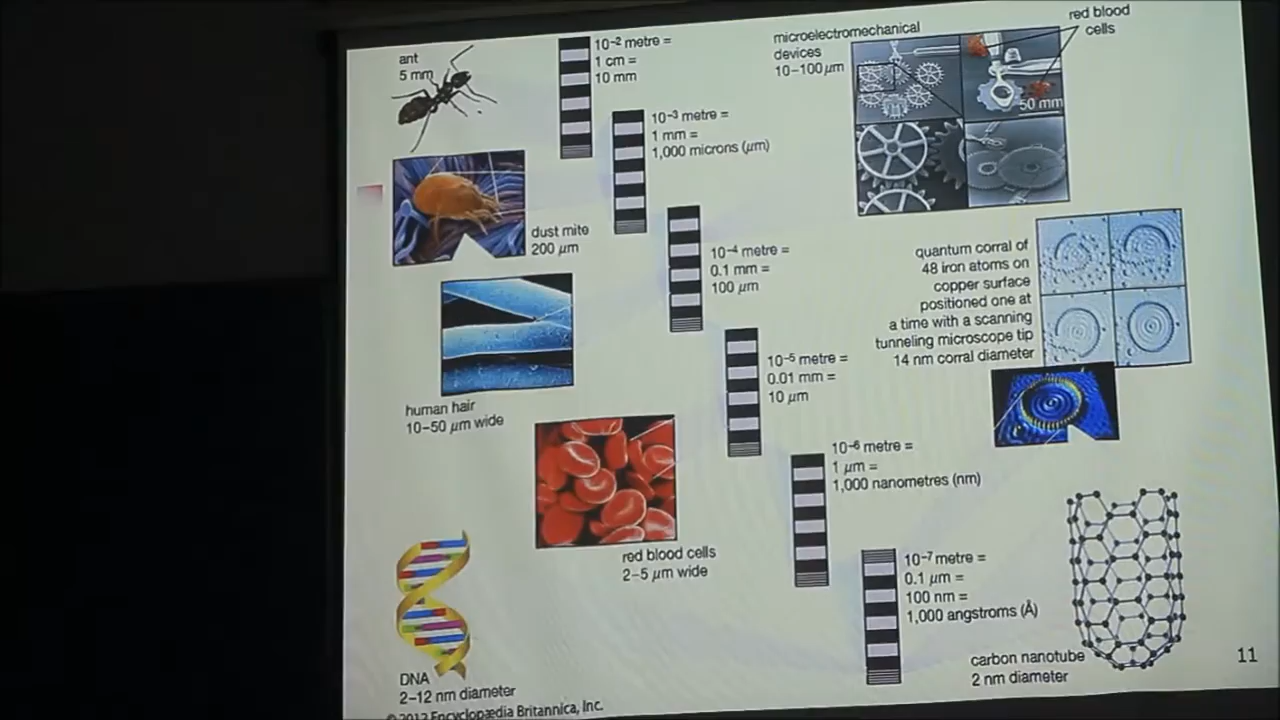 ant
5 mm
10⁻² metre =
1 cm =
10 mm
microelectromechanical
devices
10–100 μm
red blood
cells
50 mm
10⁻³ metre =
1 mm =
1,000 microns (μm)
dust mite
200 μm
10⁻⁴ metre =
0.1 mm =
100 μm
quantum corral of
48 iron atoms on
copper surface
positioned one at
a time with a scanning
tunneling microscope tip
14 nm corral diameter
human hair
10–50 μm wide
10⁻⁵ metre =
0.01 mm =
10 μm
red blood cells
2–5 μm wide
10⁻⁶ metre =
1 μm =
1,000 nanometres (nm)
10⁻⁷ metre =
0.1 μm =
100 nm =
1,000 angstroms (Å)
DNA
2–12 nm diameter
carbon nanotube
2 nm diameter
11
© 2012 Encyclopædia Britannica, Inc.